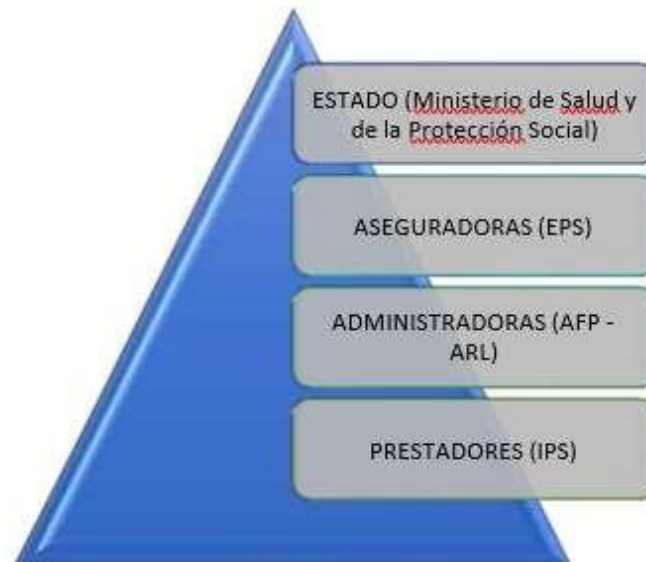 ESTADO (Ministerio de Salud y
de la Protección Social)
ASEGURADORAS (EPS)
ADMINISTRADORAS (AFP -
ARL)
PRESTADORES (IPS)